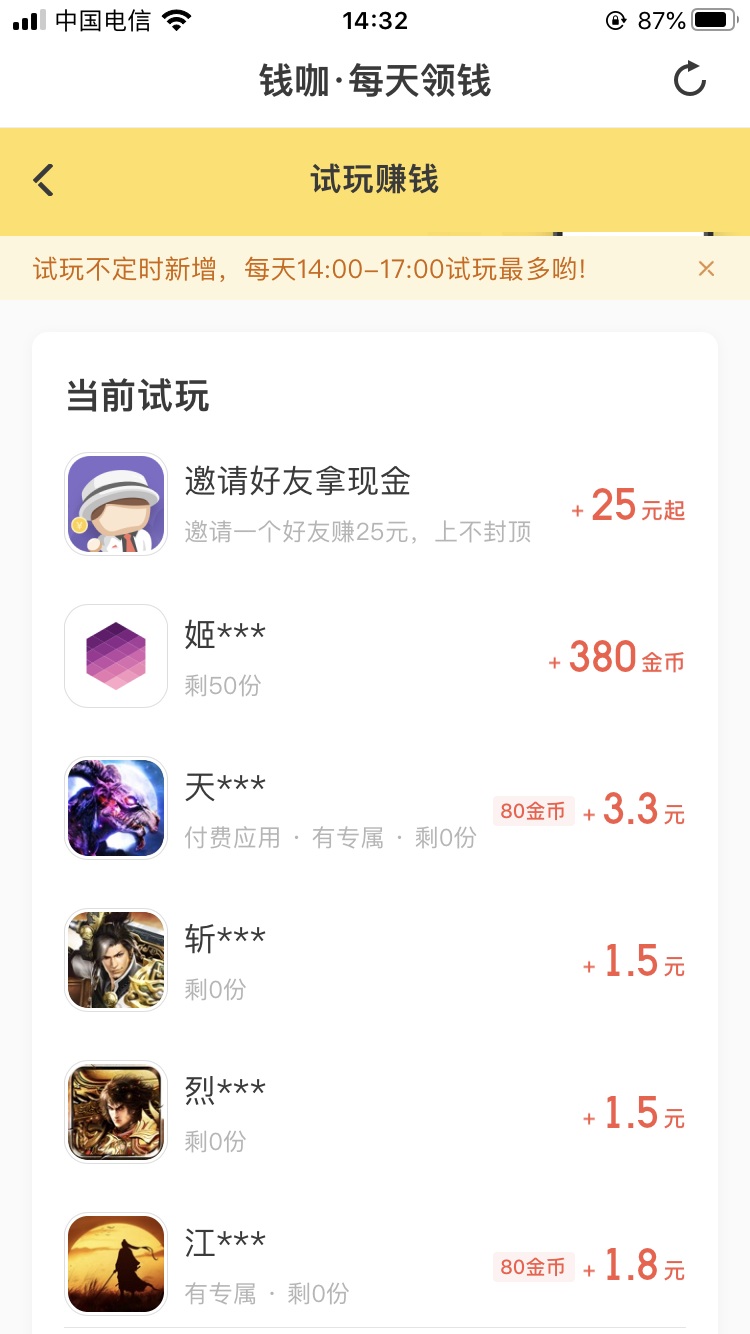 中国电信 14:32 87%
钱咖·每天领钱
试玩赚钱
试玩不定时新增，每天14:00-17:00试玩最多哟!
当前试玩
邀请好友拿现金
邀请一个好友赚25元，上不封顶
+25元起
姬***
剩50份
+380金币
天***
付费应用 · 有专属 · 剩0份
80金币 +3.3元
斩***
剩0份
+1.5元
烈***
剩0份
+1.5元
江***
有专属 · 剩0份
80金币 +1.8元